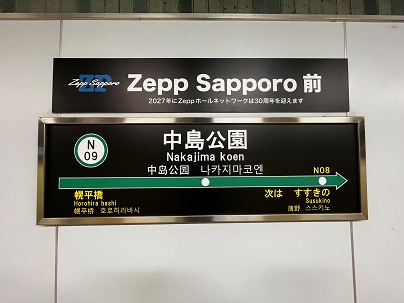 Zepp Sapporo
Zepp Sapporo 前
2027年にZeppホールネットワークは30周年を迎えます
N
09
中島公園
Nakajima koen
中岛公园 나카지마코엔
N08
幌平橋
Horohira bashi
幌平桥 호로히라바시
次は すすきの
Susukino
薄野 스스키노